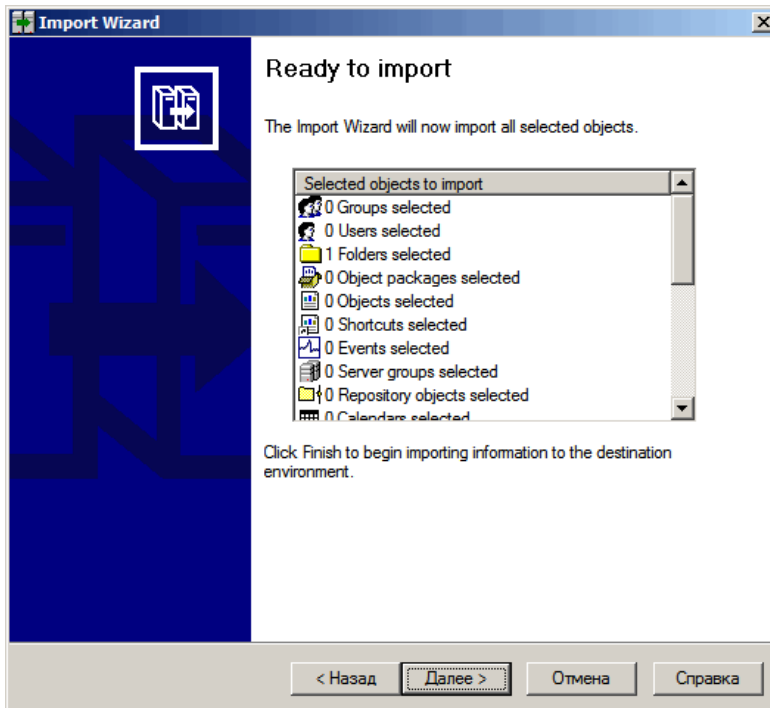 Import Wizard
Ready to import
The Import Wizard will now import all selected objects.
Selected objects to import
0 Groups selected
0 Users selected
1 Folders selected
0 Object packages selected
0 Objects selected
0 Shortcuts selected
0 Events selected
0 Server groups selected
0 Repository objects selected
0 Calendars selected
Click Finish to begin importing information to the destination
environment.
< Назад Далее > Отмена Справка